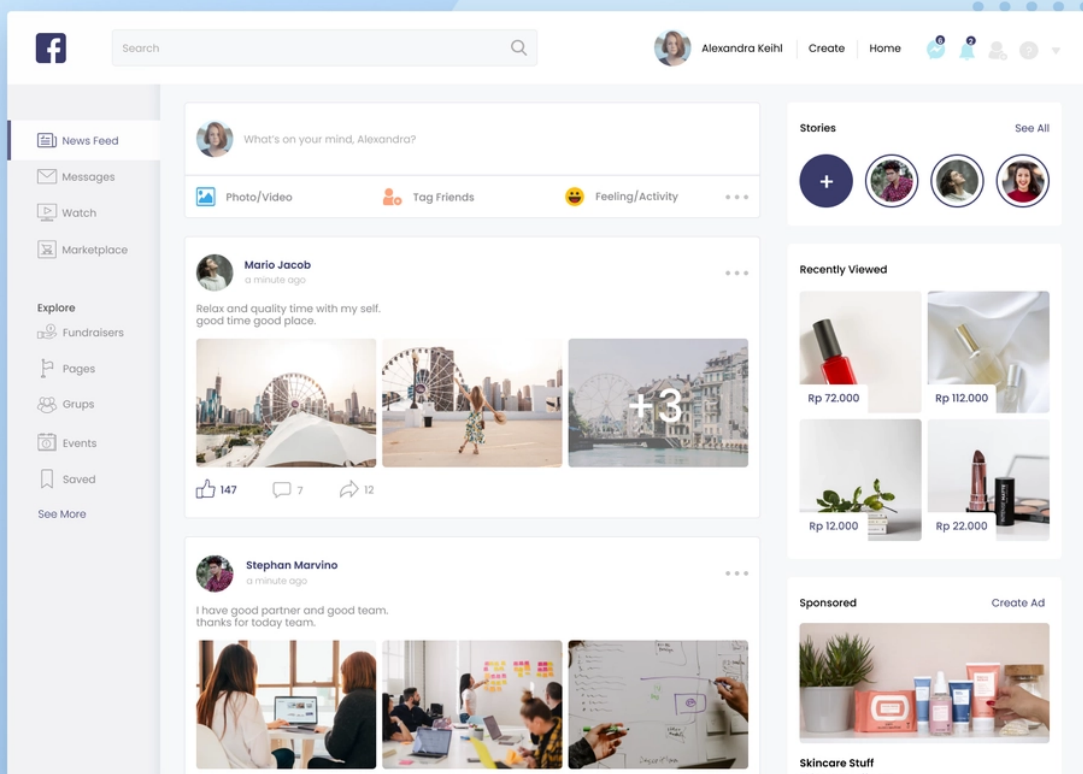 Search
Alexandra Keihl
Create
Home
6
2
?
News Feed
Messages
Watch
Marketplace
Explore
Fundraisers
Pages
Grups
Events
Saved
See More
What's on your mind, Alexandra?
Photo/Video
Tag Friends
Feeling/Activity
Mario Jacob
a minute ago
Relax and quality time with my self.
good time good place.
+3
147
7
12
Stephan Marvino
a minute ago
I have good partner and good team.
thanks for today team.
Stories
See All
+
Recently Viewed
Rp 72.000
Rp 112.000
Rp 12.000
Rp 22.000
Sponsored
Create Ad
Skincare Stuff